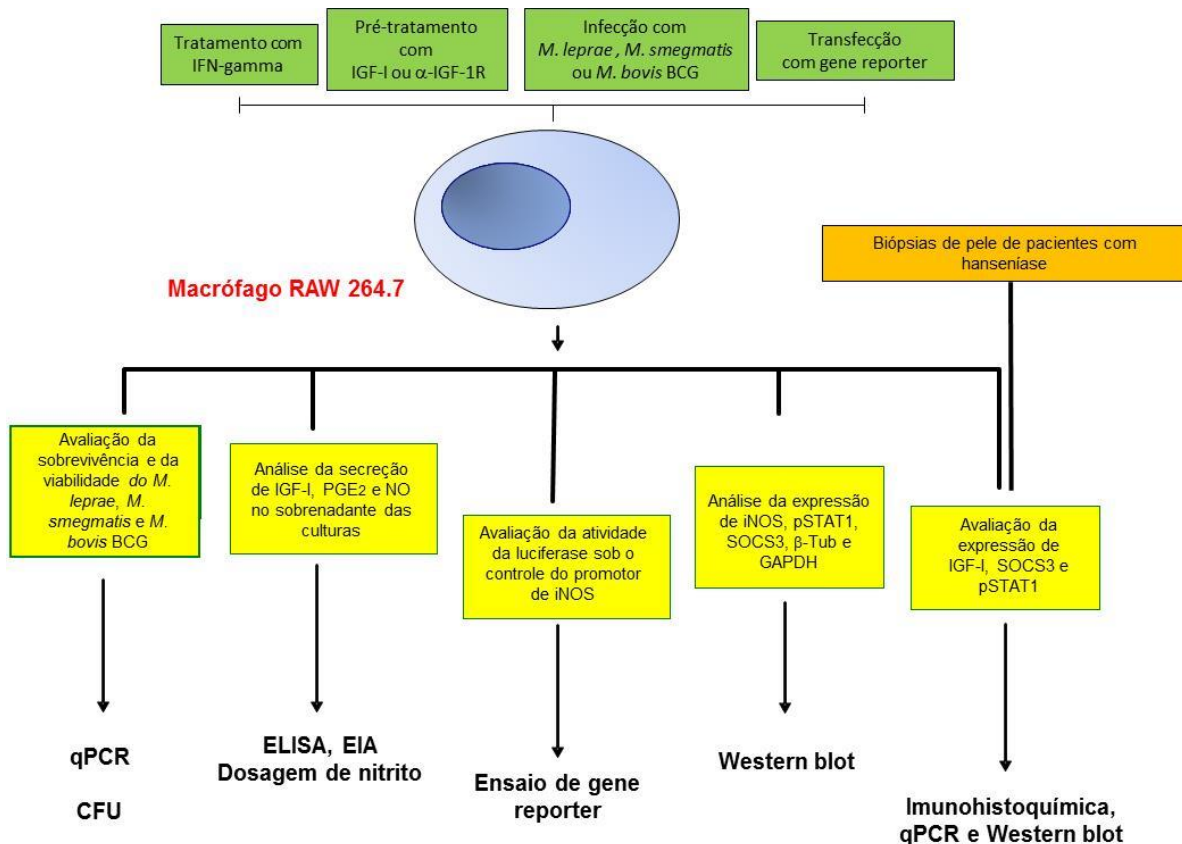 Tratamento com
IFN-gamma
Pré-tratamento
com
IGF-I ou α-IGF-1R
Infecção com
M. leprae , M. smegmatis
ou M. bovis BCG
Transfecção
com gene reporter
Macrófago RAW 264.7
Biópsias de pele de pacientes com
hanseníase
Avaliação da
sobrevivência e da
viabilidade do M.
leprae, M.
smegmatis e M.
bovis BCG
Análise da secreção
de IGF-I, PGE2 e NO
no sobrenadante das
culturas
Avaliação da atividade
da luciferase sob o
controle do promotor
de iNOS
Análise da expressão
de iNOS, pSTAT1,
SOCS3, β-Tub e
GAPDH
Avaliação da
expressão de
IGF-I, SOCS3 e
pSTAT1
qPCR
CFU
ELISA, EIA
Dosagem de nitrito
Ensaio de gene
reporter
Western blot
Imunohistoquímica,
qPCR e Western blot